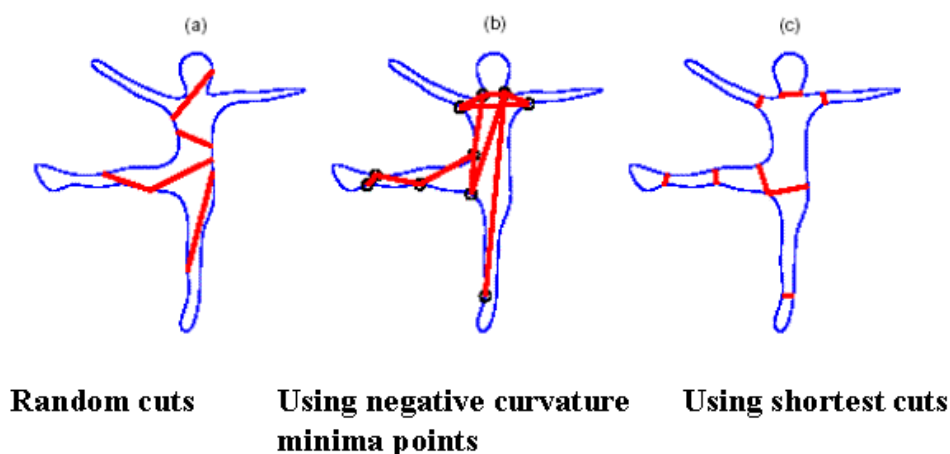 (a)
(b)
(c)
Random cuts
Using negative curvature
minima points
Using shortest cuts